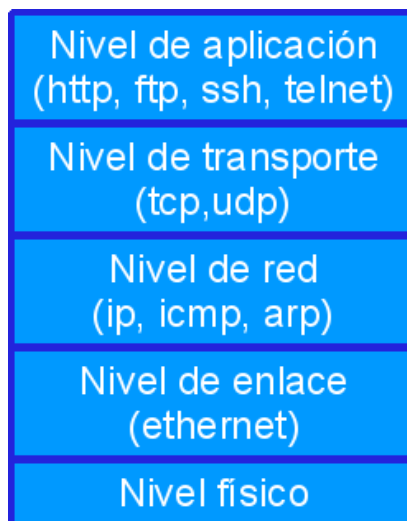 Nivel de aplicación
(http, ftp, ssh, telnet)
Nivel de transporte
(tcp,udp)
Nivel de red
(ip, icmp, arp)
Nivel de enlace
(ethernet)
Nivel físico